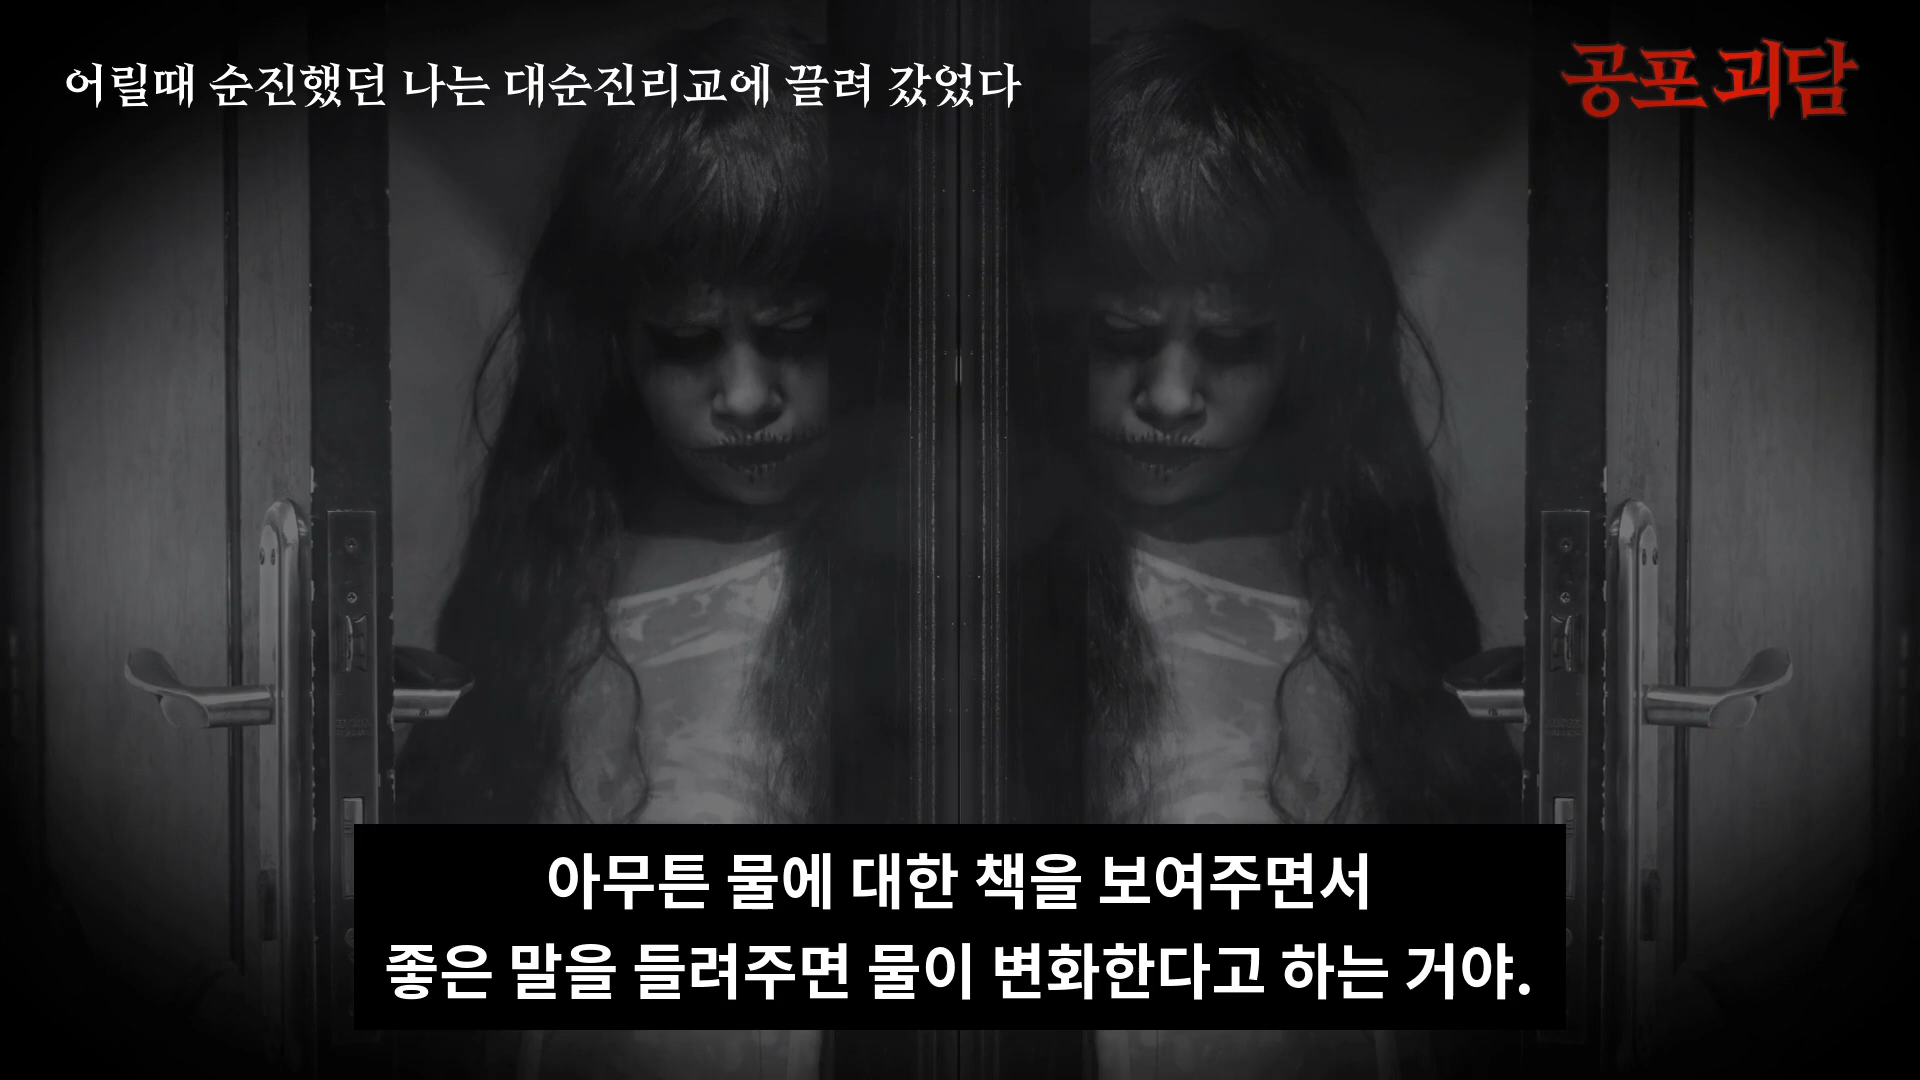 어릴때 순진했던 나는 대순진리교에 끌려 갔었다
공포괴담
아무튼 물에 대한 책을 보여주면서
좋은 말을 들려주면 물이 변화한다고 하는 거야.